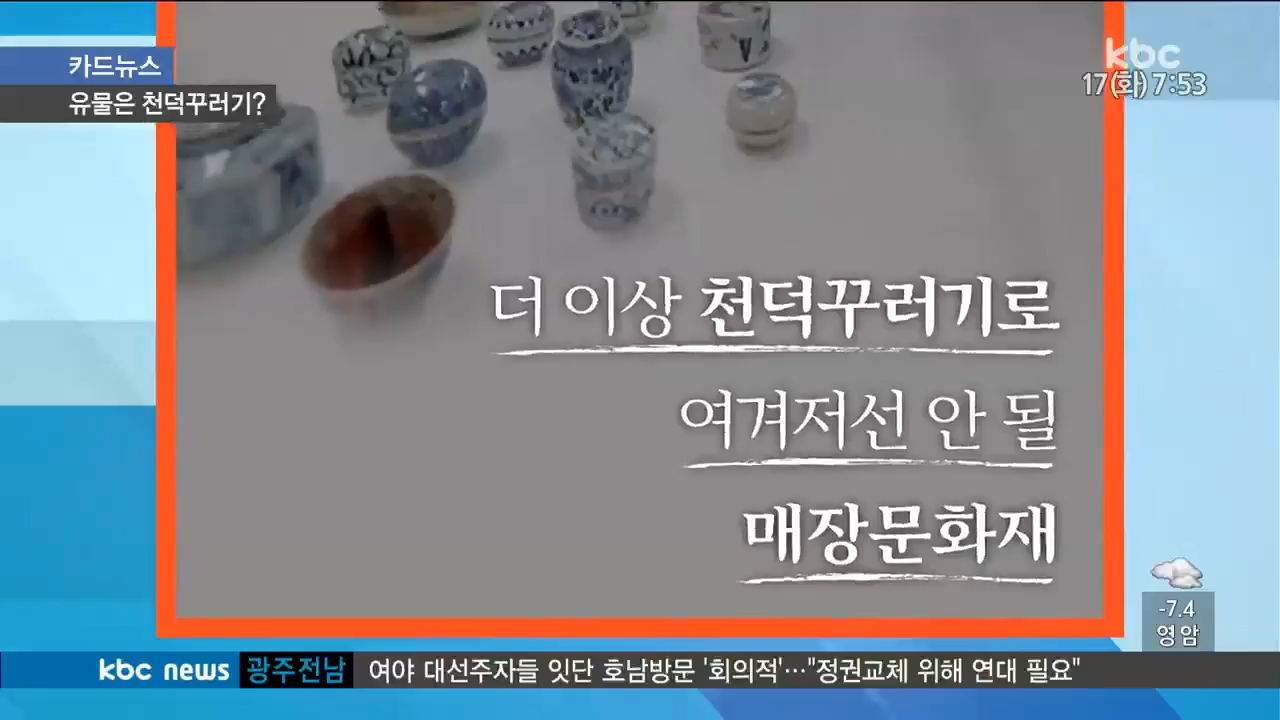 카드뉴스
유물은 천덕꾸러기?
kbc
17(화) 7:53
더 이상 천덕꾸러기로
여겨저선 안 될
매장문화재
-7.4
영암
kbc news 광주전남 여야 대선주자들 잇단 호남방문 '회의적'…"정권교체 위해 연대 필요"